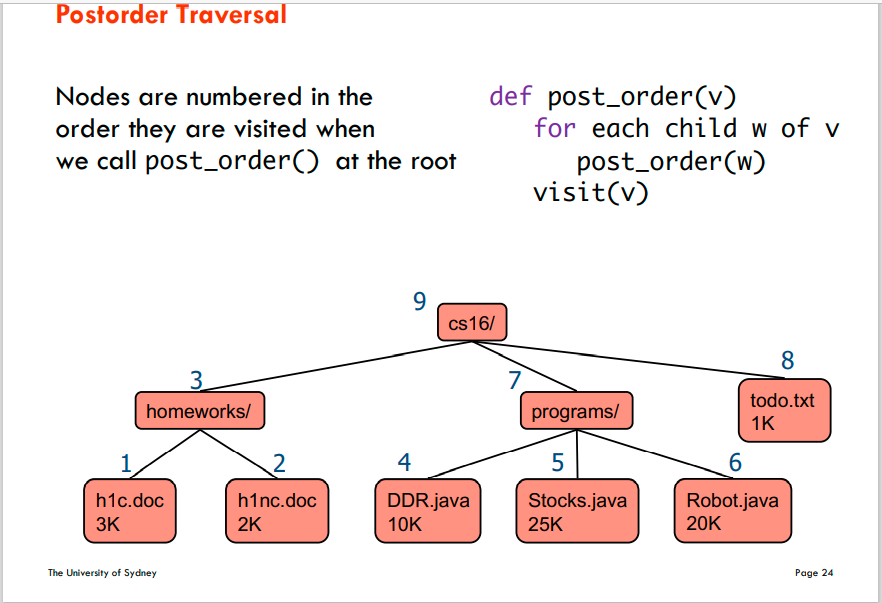 Postorder Traversal
Nodes are numbered in the
order they are visited when
we call post_order() at the root
def post_order(v)
for each child w of v
post_order(w)
visit(v)
9
cs16/
3
homeworks/
7
programs/
8
todo.txt
1K
1
h1c.doc
3K
2
h1nc.doc
2K
4
DDR.java
10K
5
Stocks.java
25K
6
Robot.java
20K
The University of Sydney
Page 24